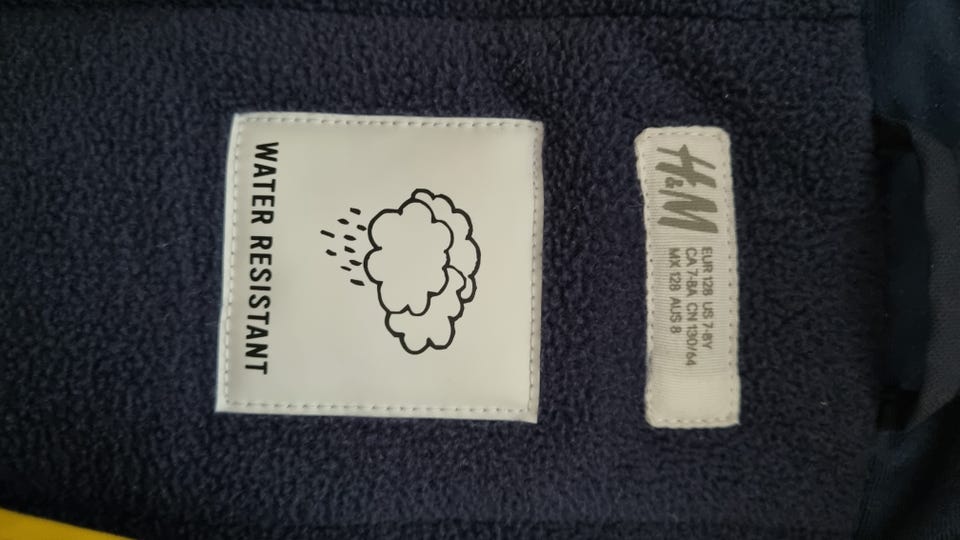 H&M
EUR 128 US 7-8Y
CA 7-8A CN 130/64
MX 128 AUS 8
WATER RESISTANT